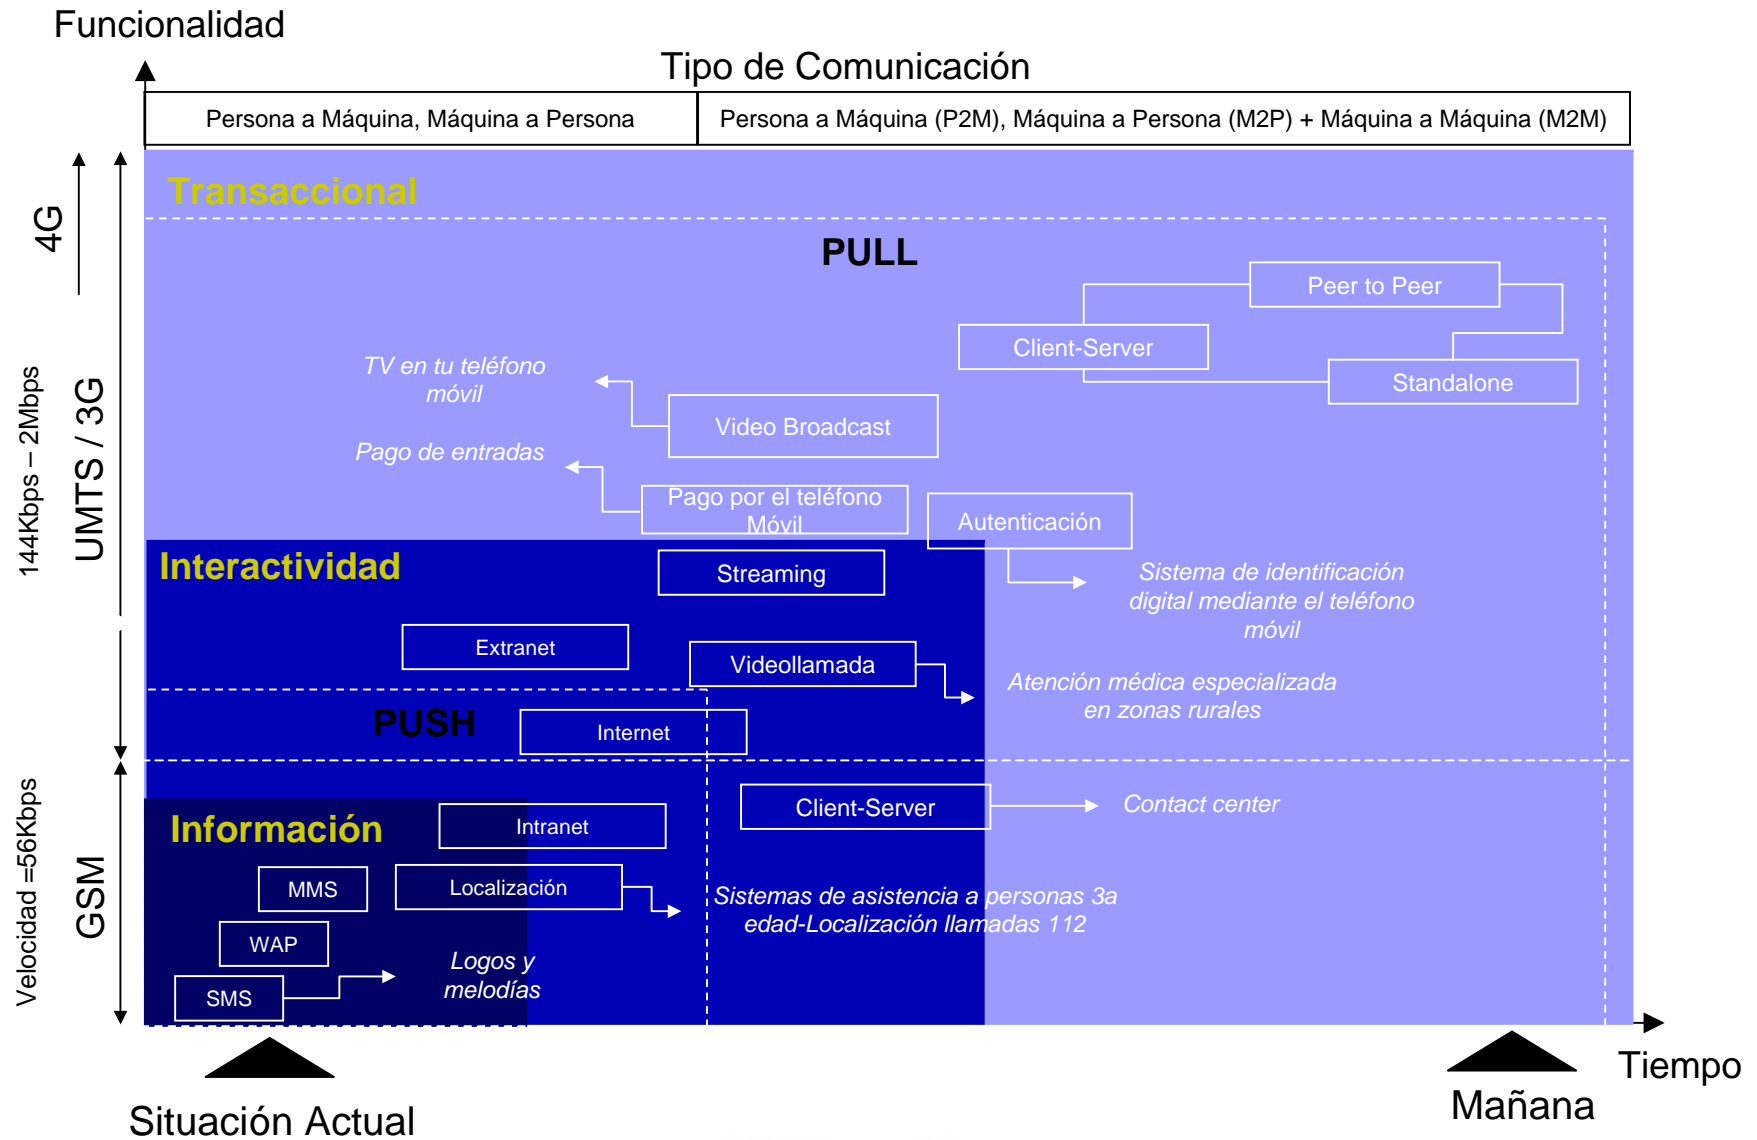 Funcionalidad
Tipo de Comunicación
Persona a Máquina, Máquina a Persona
Persona a Máquina (P2M), Máquina a Persona (M2P) + Máquina a Máquina (M2M)
4G
144Kbps – 2Mbps
UMTS / 3G
Velocidad =56Kbps
GSM
Transaccional
PULL
Peer to Peer
Client-Server
Standalone
TV en tu teléfono
móvil
Video Broadcast
Pago de entradas
Pago por el teléfono
Móvil
Autenticación
Interactividad
Streaming
Sistema de identificación
digital mediante el teléfono
móvil
Extranet
Videollamada
Atención médica especializada
en zonas rurales
PUSH
Internet
Client-Server
Contact center
Información
Intranet
MMS
Localización
Sistemas de asistencia a personas 3a
edad-Localización llamadas 112
WAP
Logos y
melodías
SMS
Tiempo
Situación Actual
Mañana